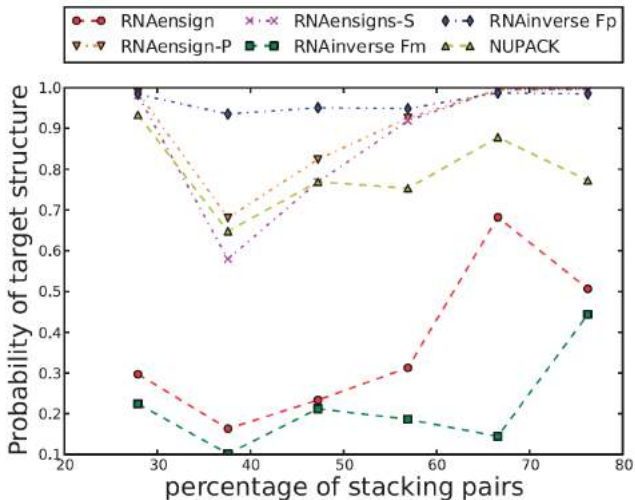 RNAensign RNAensigns-S RNAinverse Fp
RNAensign-P RNAinverse Fm NUPACK
1.0
0.9
0.8
0.7
0.6
0.5
0.4
0.3
0.2
0.1
Probability of target structure
20 30 40 50 60 70 80
percentage of stacking pairs